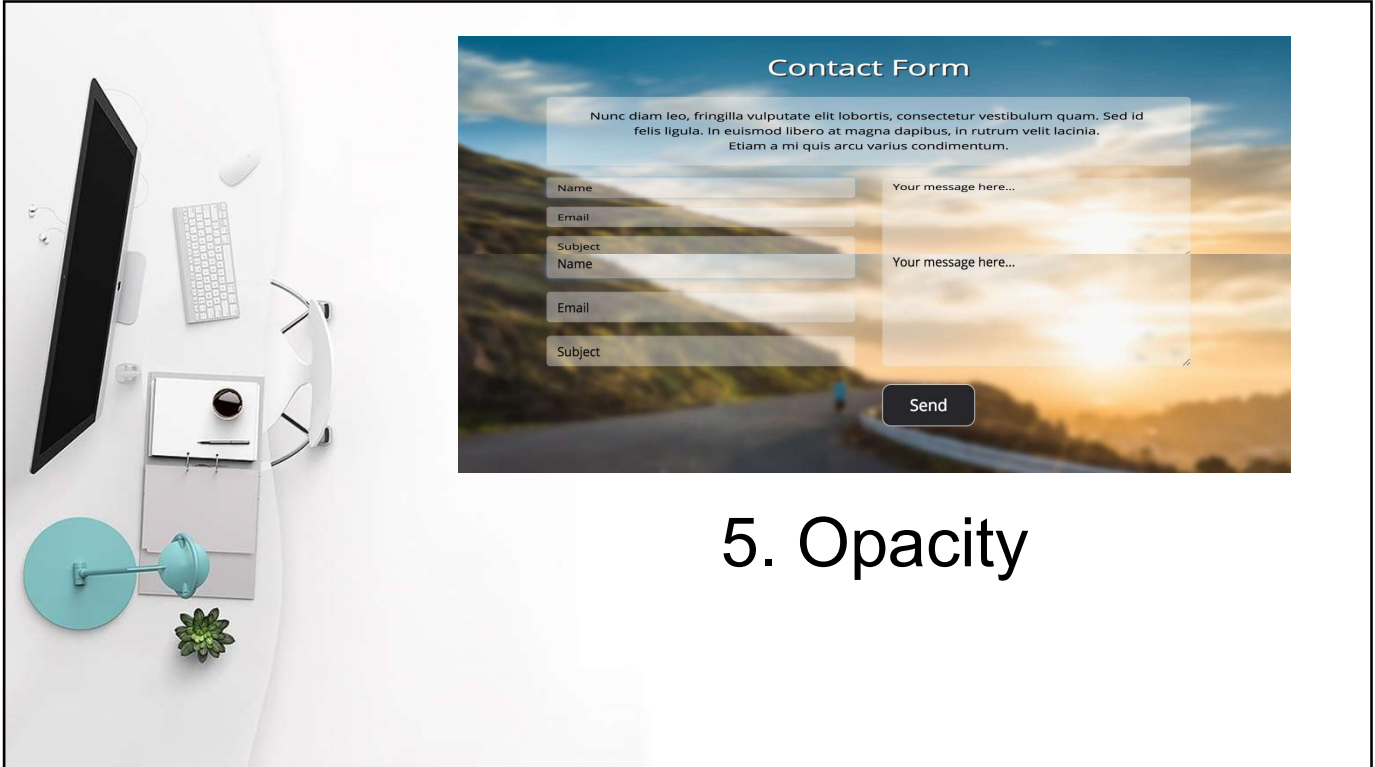 Contact Form
Nunc diam leo, fringilla vulputate elit lobortis, consectetur vestibulum quam. Sed id
felis ligula. In euismod libero at magna dapibus, in rutrum velit lacinia.
Etiam a mi quis arcu varius condimentum.
Name
Email
Subject
Your message here...
Name
Email
Subject
Your message here...
Send
5. Opacity